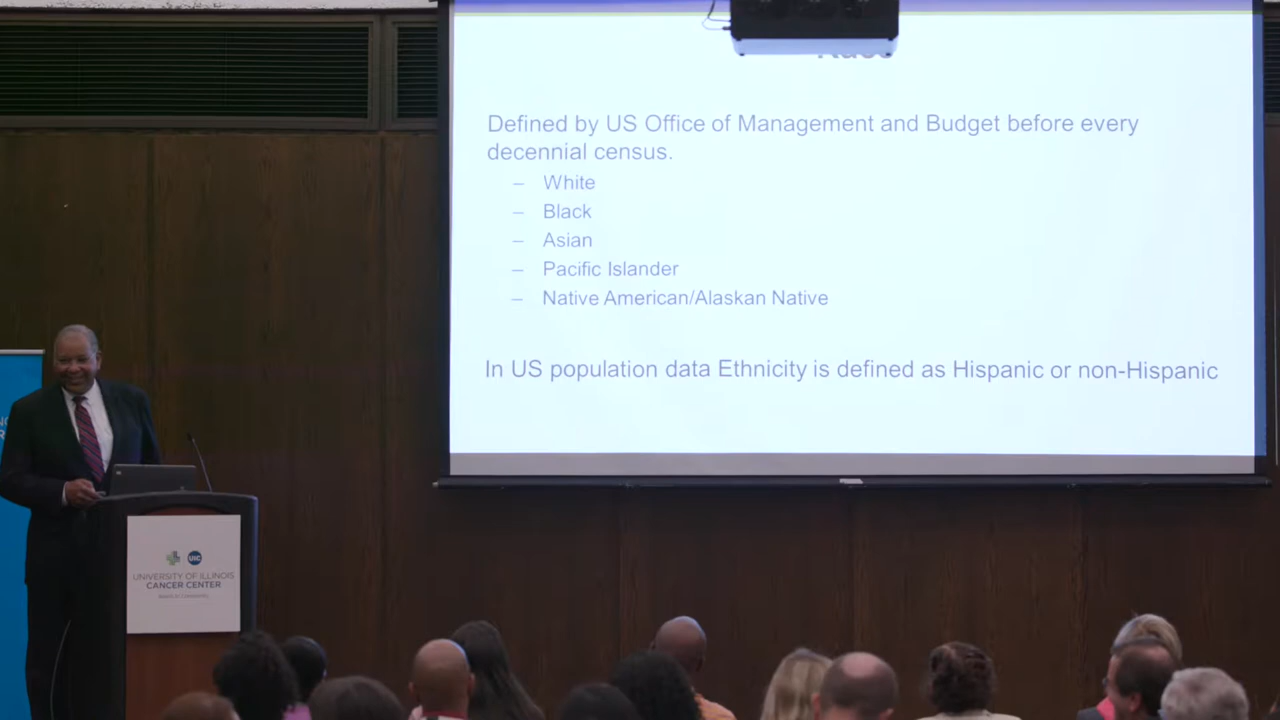 Defined by US Office of Management and Budget before every
decennial census.
– White
– Black
– Asian
– Pacific Islander
– Native American/Alaskan Native
In US population data Ethnicity is defined as Hispanic or non-Hispanic
UIC
UNIVERSITY OF ILLINOIS
CANCER CENTER